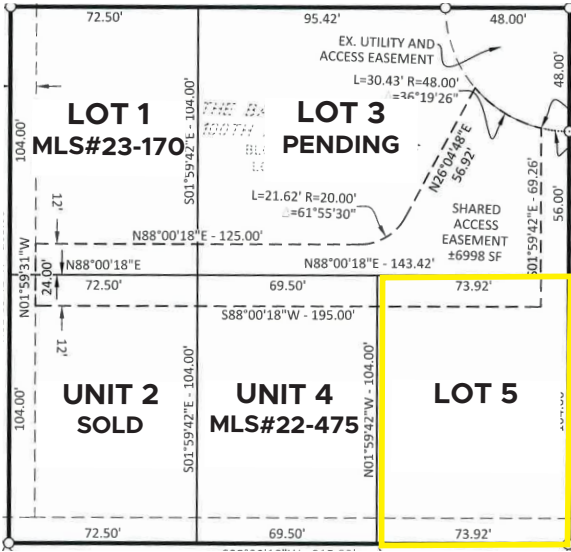 72.50'
95.42'
48.00'
EX. UTILITY AND
ACCESS EASEMENT
48.00'
L=30.43' R=48.00'
△=36°19'26"
LOT 1
MLS#23-170
104.00'
S01°59'42"E - 104.00'
LOT 3
PENDING
N26°04'48"E
56.92'
S01°59'42"E - 69.26'
56.00'
L=21.62' R=20.00'
△=61°55'30"
SHARED
ACCESS
EASEMENT
±6998 SF
12'
N88°00'18"E - 125.00'
N01°59'31"W
24.00'
N88°00'18"E
N88°00'18"E - 143.42'
72.50'
69.50'
73.92'
S88°00'18"W - 195.00'
12'
UNIT 2
SOLD
104.00'
S01°59'42"E - 104.00'
UNIT 4
MLS#22-475
N01°59'42"W - 104.00'
LOT 5
72.50'
69.50'
73.92'